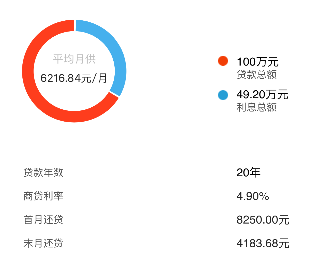 平均月供
6216.84元/月
100万元
贷款总额
49.20万元
利息总额
贷款年数 20年
商贷利率 4.90%
首月还贷 8250.00元
末月还贷 4183.68元